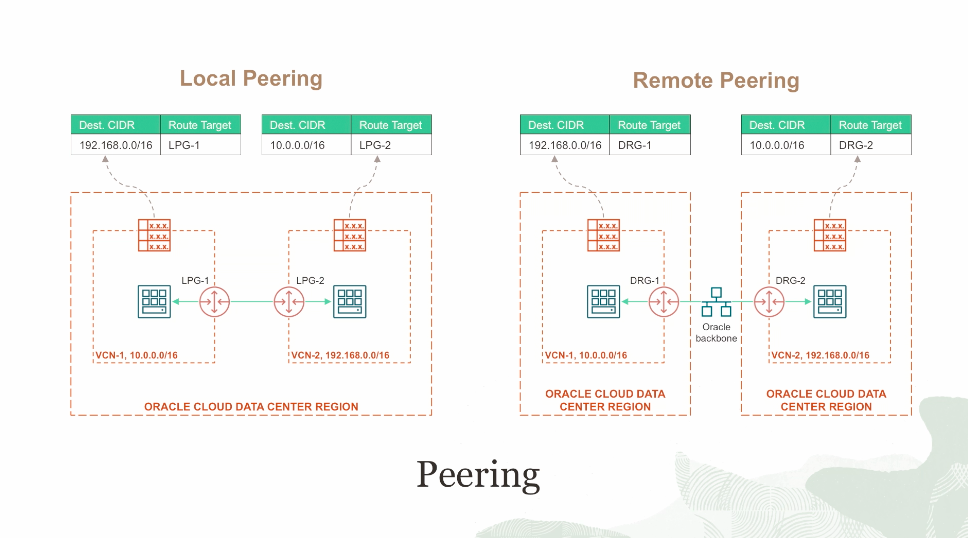 Local Peering
Dest. CIDR Route Target
192.168.0.0/16 LPG-1
Dest. CIDR Route Target
10.0.0.0/16 LPG-2
x.x.x.
x.x.x.
x.x.x.
x.x.x.
x.x.x.
x.x.x.
LPG-1
LPG-2
VCN-1, 10.0.0.0/16
VCN-2, 192.168.0.0/16
ORACLE CLOUD DATA CENTER REGION
Remote Peering
Dest. CIDR Route Target
192.168.0.0/16 DRG-1
Dest. CIDR Route Target
10.0.0.0/16 DRG-2
x.x.x.
x.x.x.
x.x.x.
x.x.x.
x.x.x.
x.x.x.
DRG-1
DRG-2
Oracle
backbone
VCN-1, 10.0.0.0/16
VCN-2, 192.168.0.0/16
ORACLE CLOUD DATA
CENTER REGION
ORACLE CLOUD DATA
CENTER REGION
Peering